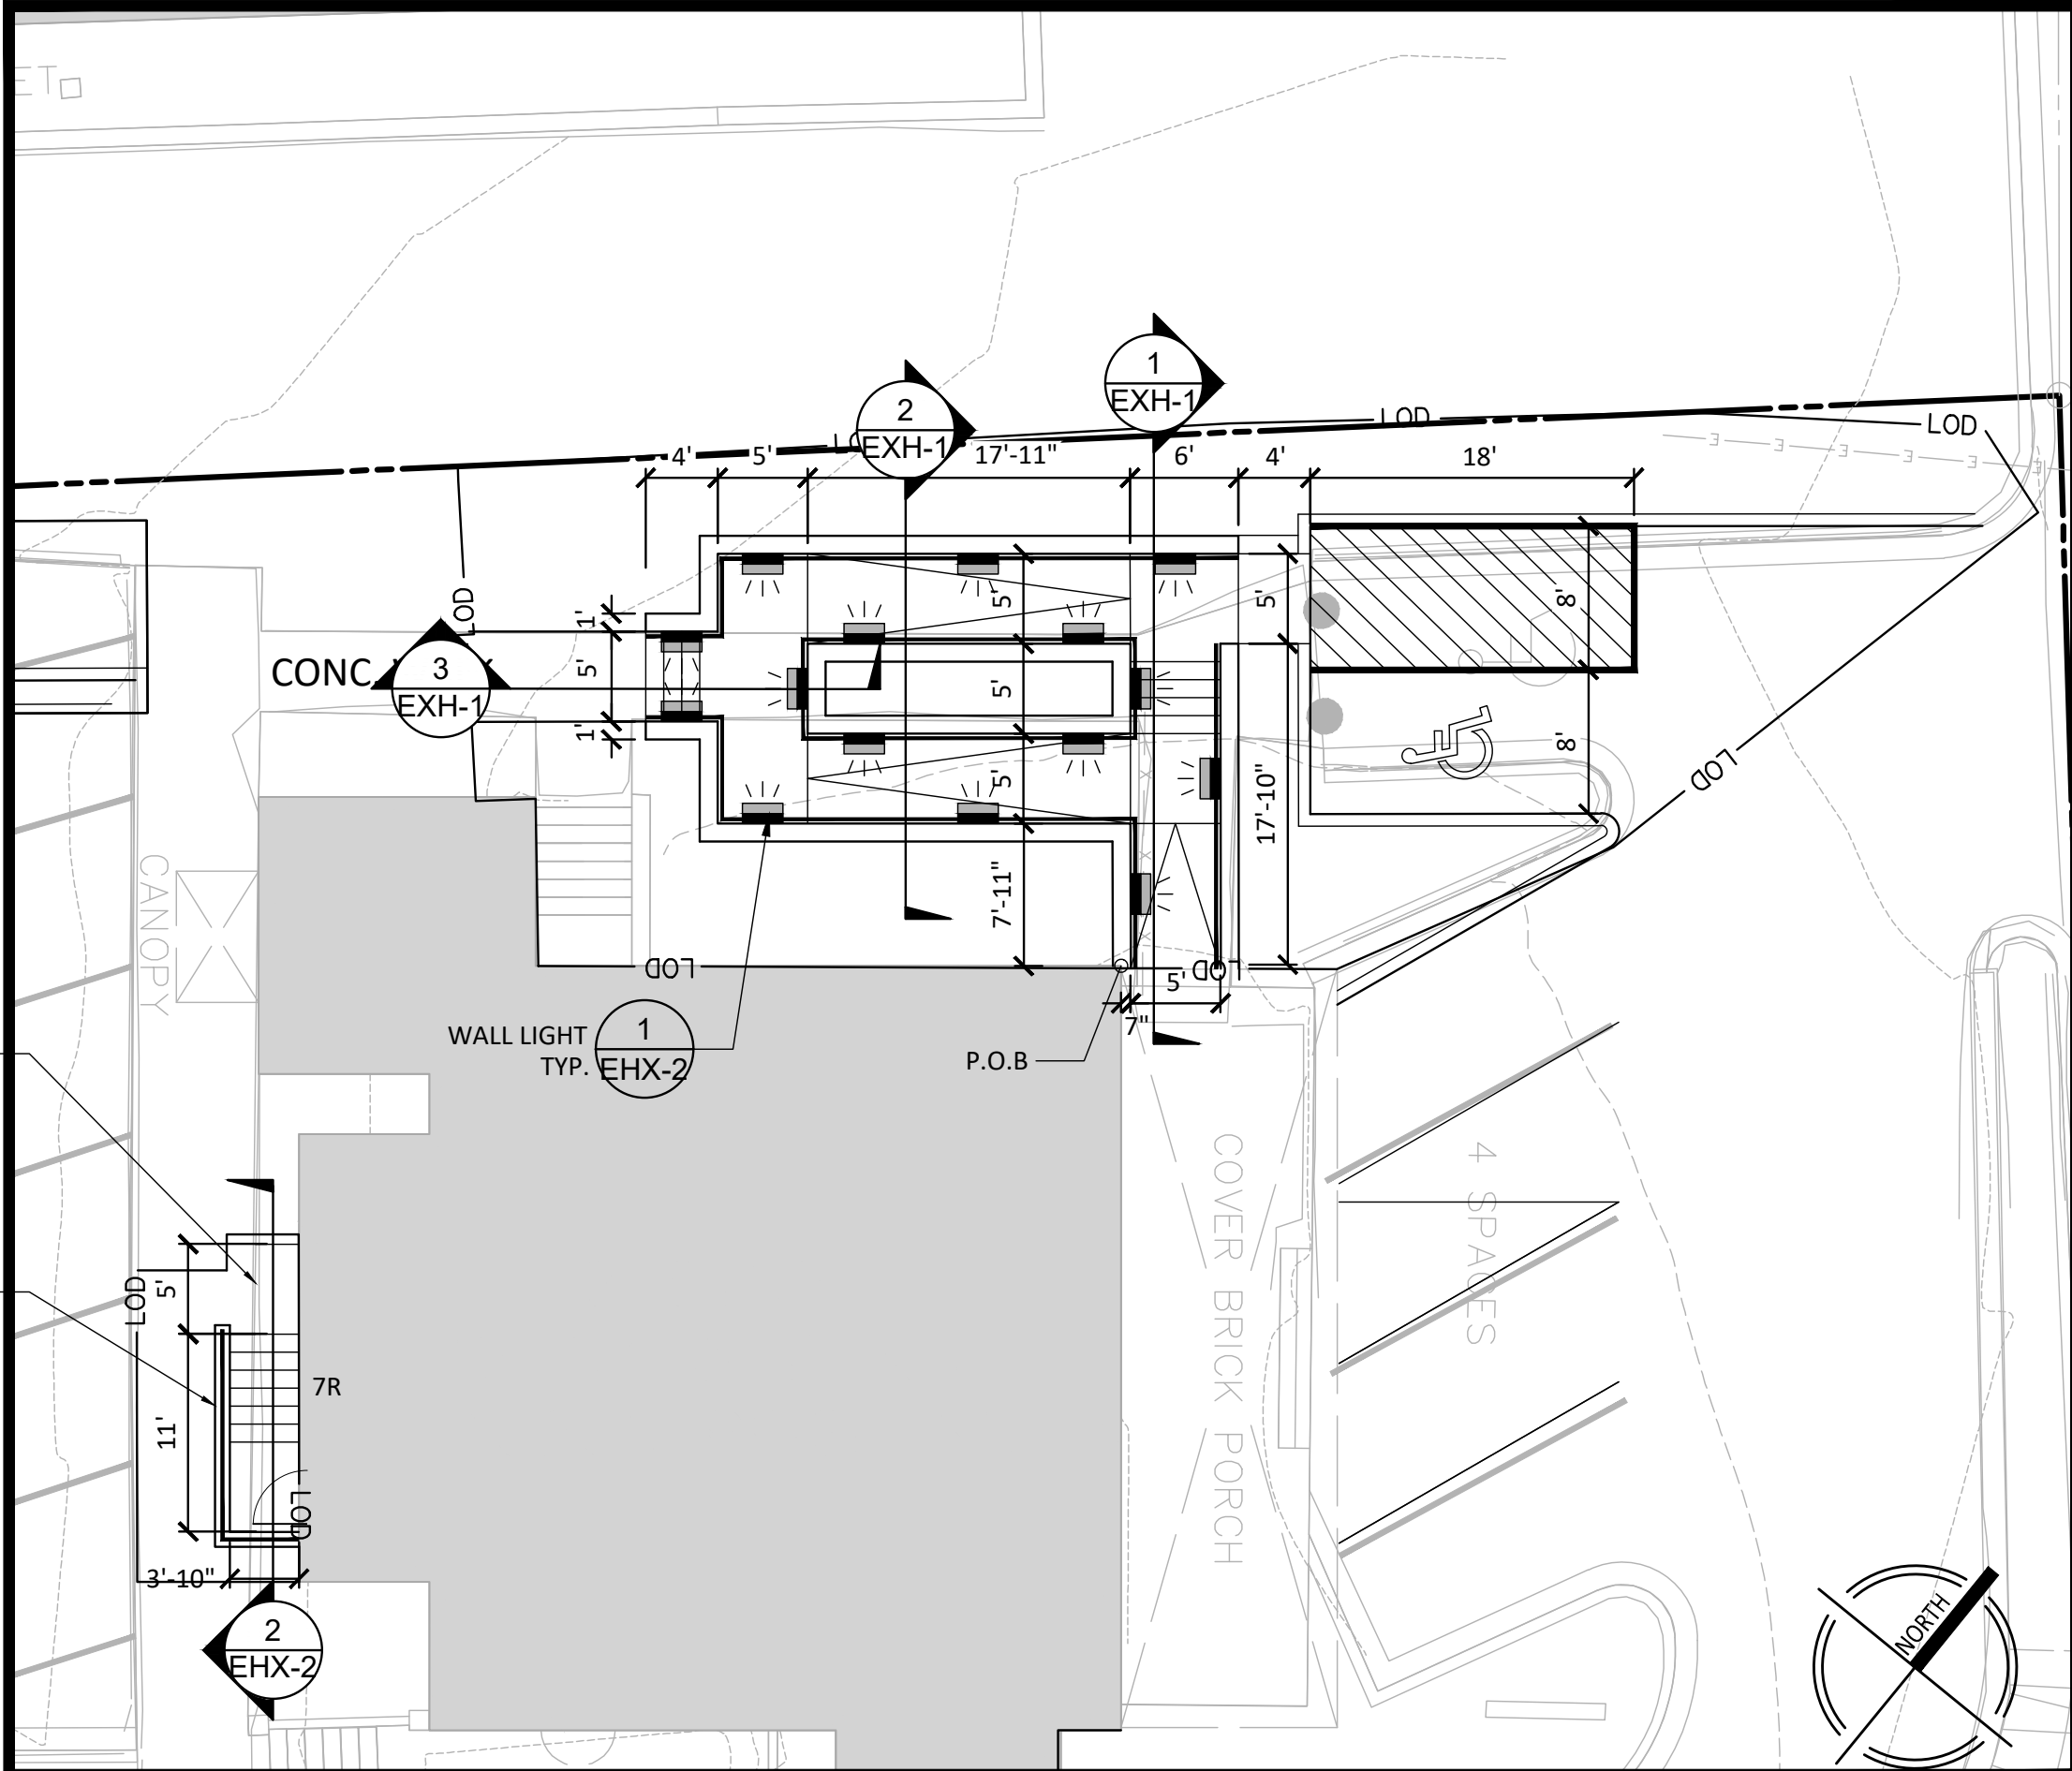 ET
1
EXH-1
2
EXH-1
LOD
LOD
4'
5'
17'-11"
6'
4'
18'
LOD
1'
5'
1'
CONC.
3
EXH-1
5'
5'
5'
7'-11"
5'
17'-10"
8'
8'
LOD
LOD
LOD
5'
7"
P.O.B
WALL LIGHT
TYP.
1
EHX-2
CANOPY
COVER BRICK PORCH
4 SPACES
LOD
5'
11'
7R
LOD
3'-10"
2
EHX-2
NORTH